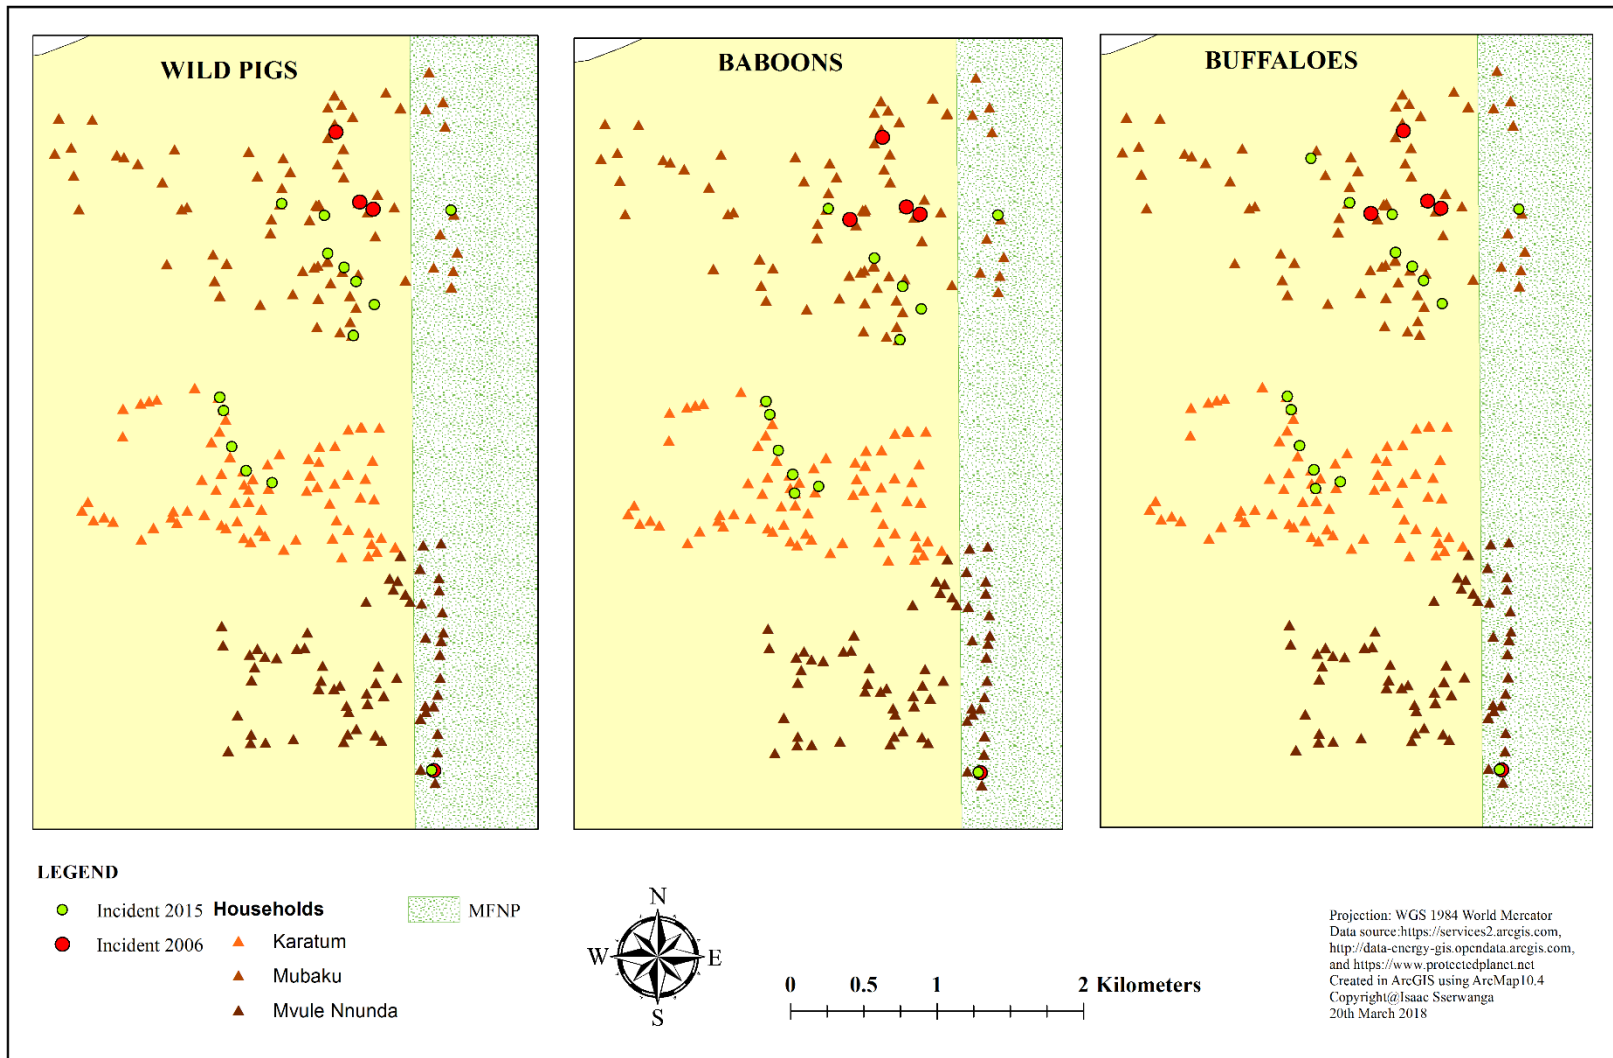 WILD PIGS
BABOONS
BUFFALOES
LEGEND
Incident 2015
Incident 2006
Households
Karatum
Mubaku
Mvule Nnunda
MFNP
N
W
E
S
0 0.5 1 2 Kilometers
Projection: WGS 1984 World Mercator
Data source:https://services2.arcgis.com,
http://data-energy-gis.opendata.arcgis.com,
and https://www.protectedplanet.net
Created in ArcGIS using ArcMap10.4
Copyright@Isaac Sserwanga
20th March 2018